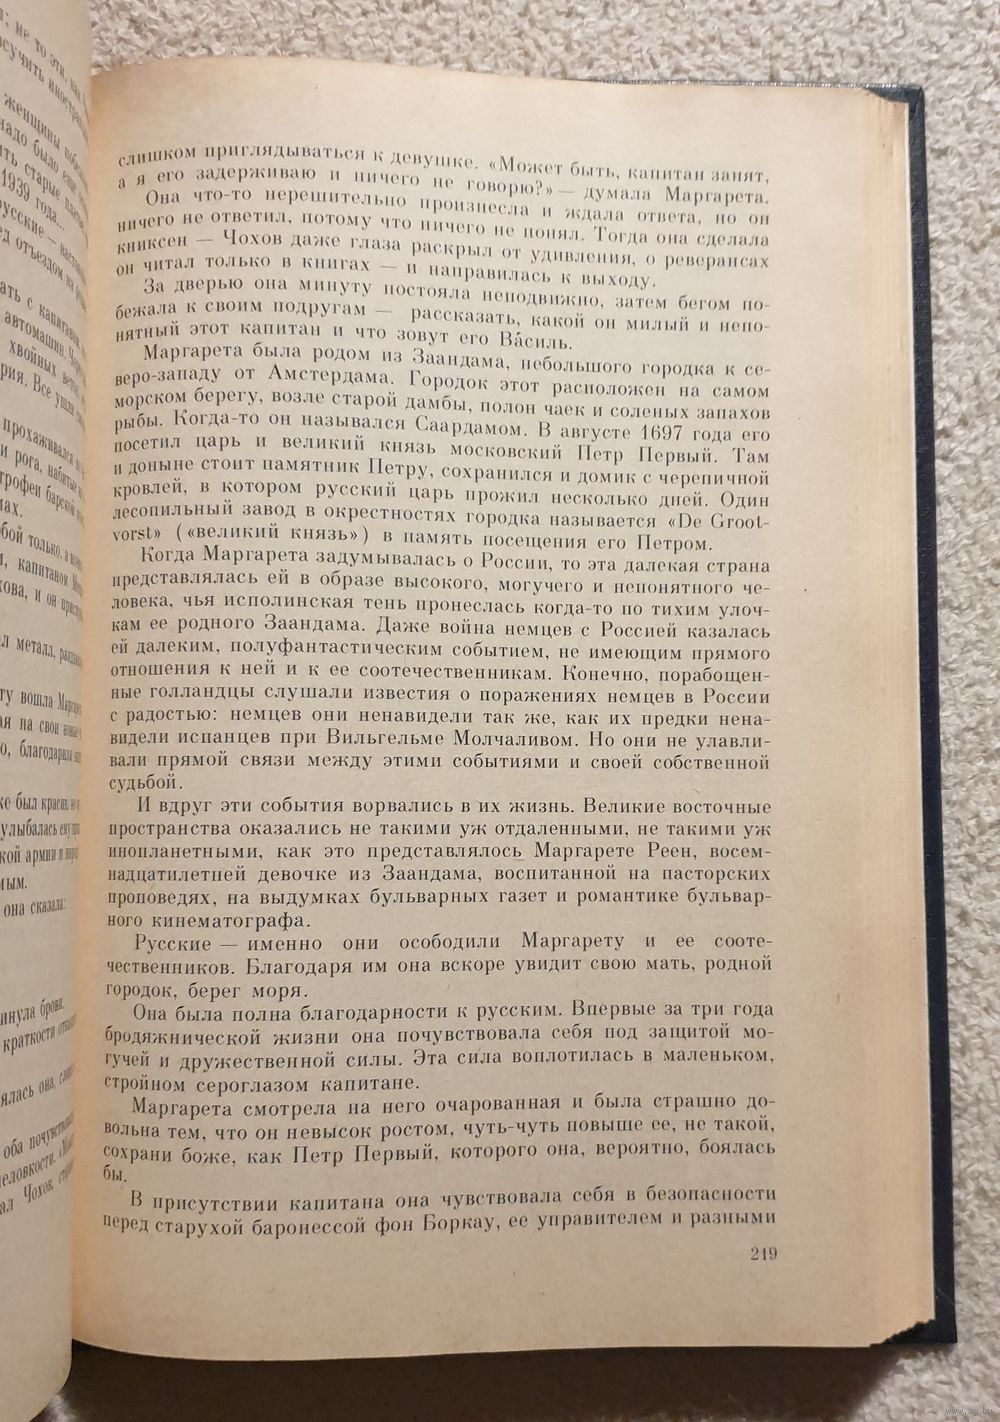 слишком приглядываться к девушке. «Может быть, капитан занят,
а я его задерживаю и ничего не говорю?» — думала Маргарета.
Она что-то нерешительно произнесла и ждала ответа, но он
ничего не ответил, потому что ничего не понял. Тогда она сделала
книксен — Чохов даже глаза раскрыл от удивления, о реверансах
он читал только в книгах — и направилась к выходу.
За дверью она минуту постояла неподвижно, затем бегом по-
бежала к своим подругам — рассказать, какой он милый и непо-
нятный этот капитан и что зовут его Ва́силь.
Маргарета была родом из Заандама, небольшого городка к се-
веро-западу от Амстердама. Городок этот расположен на самом
морском берегу, возле старой дамбы, полон чаек и соленых запахов
рыбы. Когда-то он назывался Саардамом. В августе 1697 года его
посетил царь и великий князь московский Петр Первый. Там
и доныне стоит памятник Петру, сохранился и домик с черепичной
кровлей, в котором русский царь прожил несколько дней. Один
лесопильный завод в окрестностях городка называется «De Groot-
vorst» («великий князь») в память посещения его Петром.
Когда Маргарета задумывалась о России, то эта далекая страна
представлялась ей в образе высокого, могучего и непонятного че-
ловека, чья исполинская тень пронеслась когда-то по тихим улоч-
кам ее родного Заандама. Даже война немцев с Россией казалась
ей далеким, полуфантастическим событием, не имеющим прямого
отношения к ней и к ее соотечественникам. Конечно, порабощен-
ные голландцы слушали известия о поражениях немцев в России
с радостью: немцев они ненавидели так же, как их предки нена-
видели испанцев при Вильгельме Молчаливом. Но они не улавли-
вали прямой связи между этими событиями и своей собственной
судьбой.
И вдруг эти события ворвались в их жизнь. Великие восточные
пространства оказались не такими уж отдаленными, не такими уж
инопланетными, как это представлялось Маргарете Реен, восем-
надцатилетней девочке из Заандама, воспитанной на пасторских
проповедях, на выдумках бульварных газет и романтике бульвар-
ного кинематографа.
Русские — именно они освободили Маргарету и ее сооте-
чественников. Благодаря им она вскоре увидит свою мать, родной
городок, берег моря.
Она была полна благодарности к русским. Впервые за три года
бродяжнической жизни она почувствовала себя под защитой мо-
гучей и дружественной силы. Эта сила воплотилась в маленьком,
стройном сероглазом капитане.
Маргарета смотрела на него очарованная и была страшно до-
вольна тем, что он невысок ростом, чуть-чуть повыше ее, не такой,
сохрани боже, как Петр Первый, которого она, вероятно, боялась
бы.
В присутствии капитана она чувствовала себя в безопасности
перед старухой баронессой фон Боркау, ее управителем и разными
219